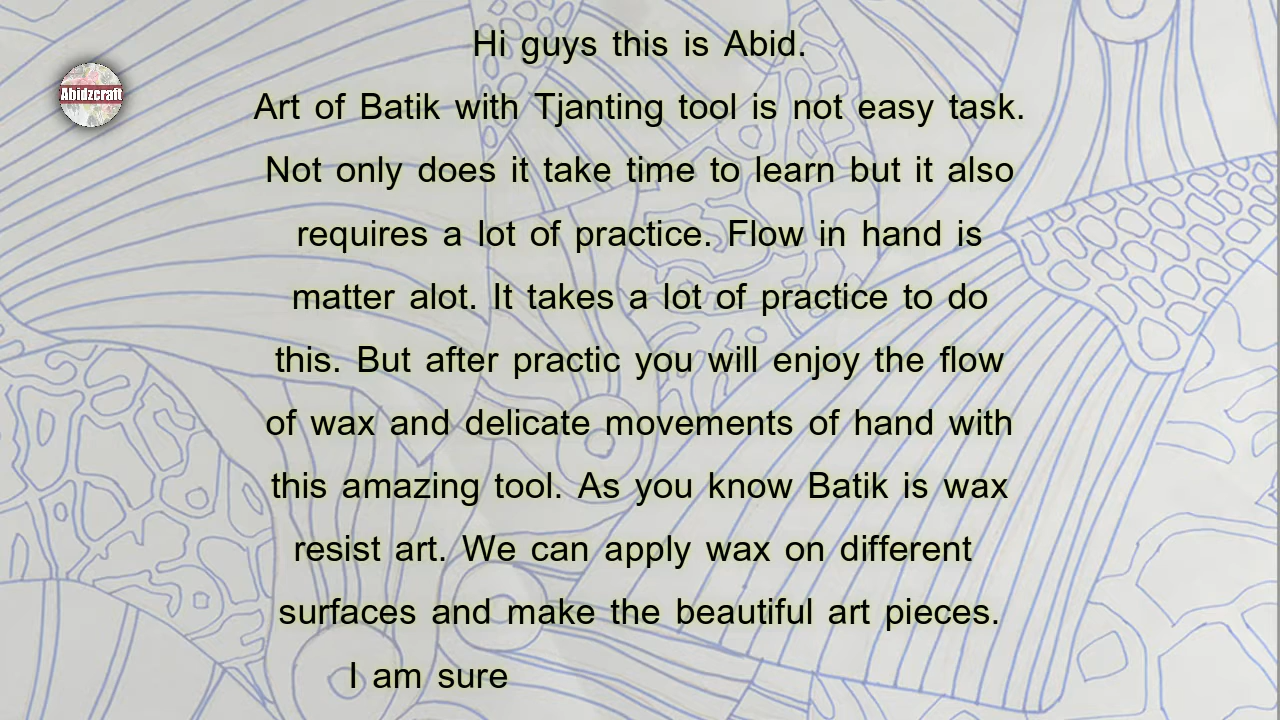 Hi guys this is Abid.
Abidzcraft
Art of Batik with Tjanting tool is not easy task.
Not only does it take time to learn but it also
requires a lot of practice. Flow in hand is
matter alot. It takes a lot of practice to do
this. But after practic you will enjoy the flow
of wax and delicate movements of hand with
this amazing tool. As you know Batik is wax
resist art. We can apply wax on different
surfaces and make the beautiful art pieces.
I am sure